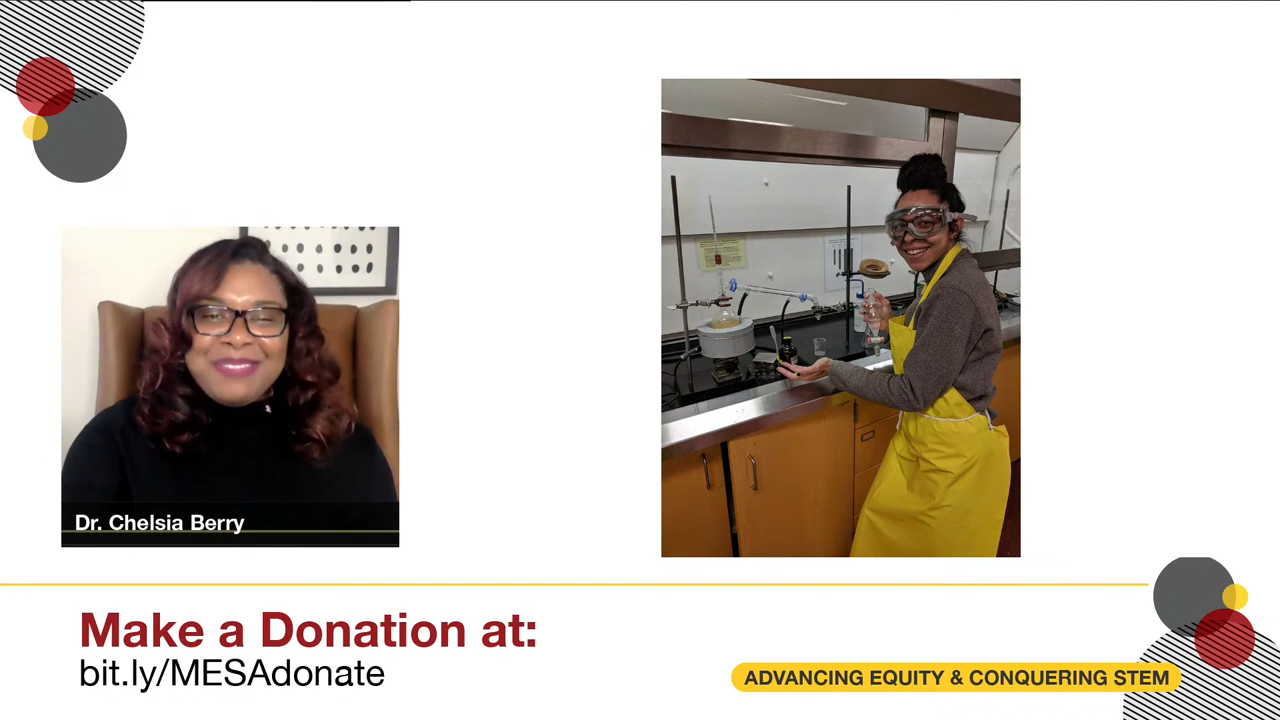 Dr. Chelsia Berry
Make a Donation at:
bit.ly/MESAdonate
ADVANCING EQUITY & CONQUERING STEM